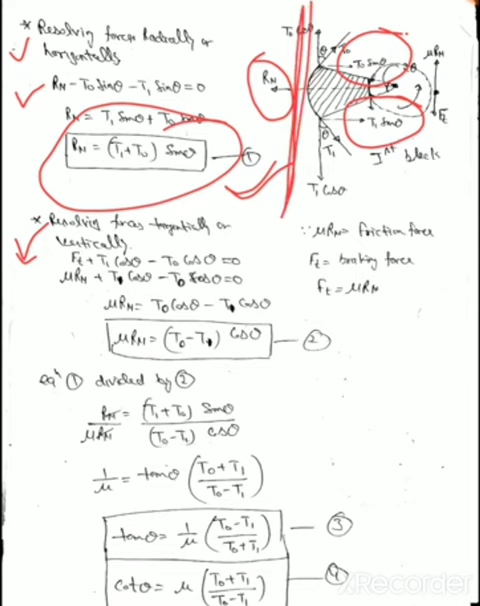 * Resolving forces Radially or
horizontally
RN - T0 Sinθ - T1 Sinθ = 0
RN = T1 Sinθ + T0 Sinθ
RN = (T1 + T0) Sinθ — ①
T0 Cosθ
θ T0
T0 Sinθ
2θ
μRN
RN
Ft
T1 Sinθ
θ
T1
Ist block
T1 Cosθ
* Resolving forces tangentially or
Vertically.
Ft + T1 Cosθ - T0 Cosθ = 0
μRN + T1 Cosθ - T0 Cosθ = 0
μRN = T0 Cosθ - T1 Cosθ
μRN = (T0 - T1) Cosθ — ②
∵ μRN = friction force
Ft = braking force
Ft = μRN
eqn ① divided by ②
RN/μRN = (T1 + T0) Sinθ/(T0 - T1) Cosθ
1/μ = tanθ (T0 + T1/T0 - T1)
tanθ = 1/μ (T0 - T1/T0 + T1) — ③
Cotθ = μ (T0 + T1/T0 - T1) — ④
XRecorder